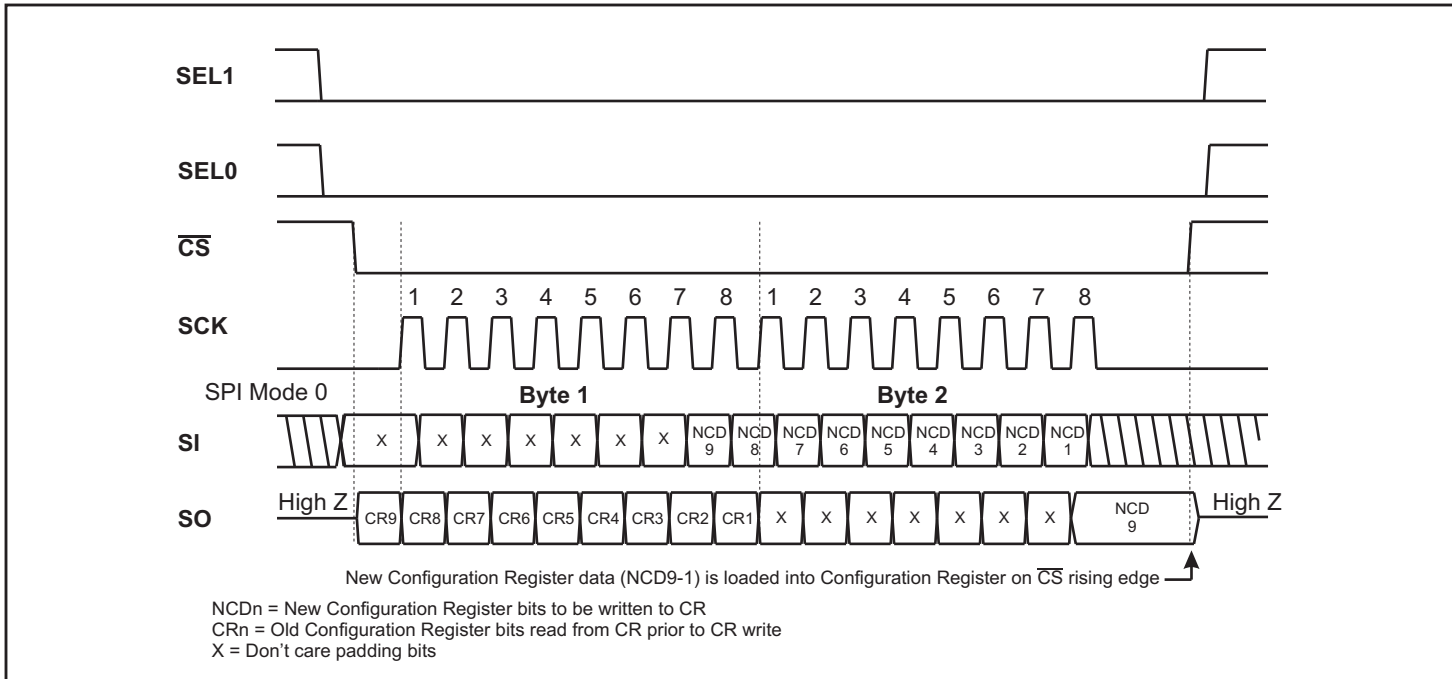 SEL1
SEL0
CS
1 2 3 4 5 6 7 8 1 2 3 4 5 6 7 8
SCK
SPI Mode 0 Byte 1 Byte 2
SI X X X X X X X NCD 9 NCD 8 NCD 7 NCD 6 NCD 5 NCD 4 NCD 3 NCD 2 NCD 1
SO High Z CR9 CR8 CR7 CR6 CR5 CR4 CR3 CR2 CR1 X X X X X X X NCD 9 High Z
New Configuration Register data (NCD9-1) is loaded into Configuration Register on CS rising edge
NCDn = New Configuration Register bits to be written to CR
CRn = Old Configuration Register bits read from CR prior to CR write
X = Don't care padding bits